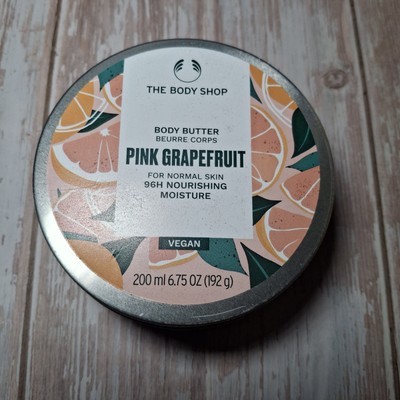 THE BODY SHOP
BODY BUTTER
BEURRE CORPS
PINK GRAPEFRUIT
FOR NORMAL SKIN
96H NOURISHING
MOISTURE
VEGAN
200 ml 6.75 OZ (192 g)